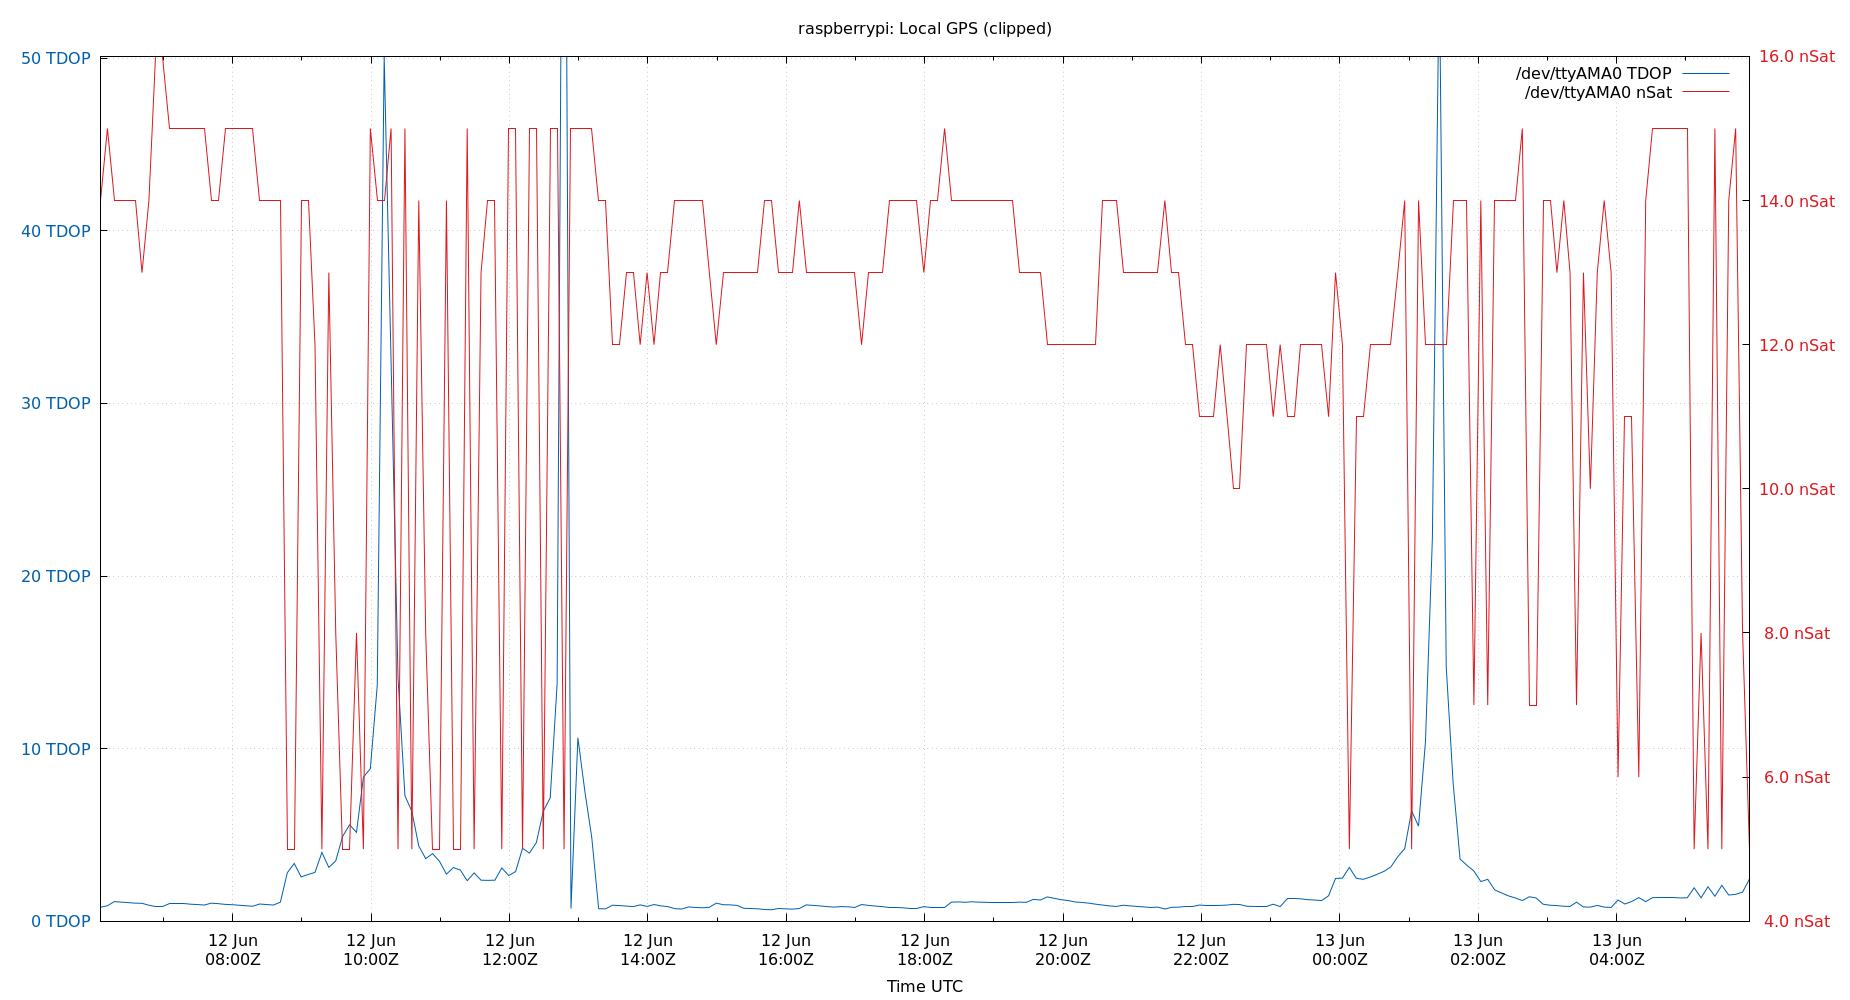 raspberrypi: Local GPS (clipped)
50 TDOP
40 TDOP
30 TDOP
20 TDOP
10 TDOP
0 TDOP
16.0 nSat
14.0 nSat
12.0 nSat
10.0 nSat
8.0 nSat
6.0 nSat
4.0 nSat
/dev/ttyAMA0 TDOP
/dev/ttyAMA0 nSat
12 Jun
08:00Z
12 Jun
10:00Z
12 Jun
12:00Z
12 Jun
14:00Z
12 Jun
16:00Z
12 Jun
18:00Z
12 Jun
20:00Z
12 Jun
22:00Z
13 Jun
00:00Z
13 Jun
02:00Z
13 Jun
04:00Z
Time UTC